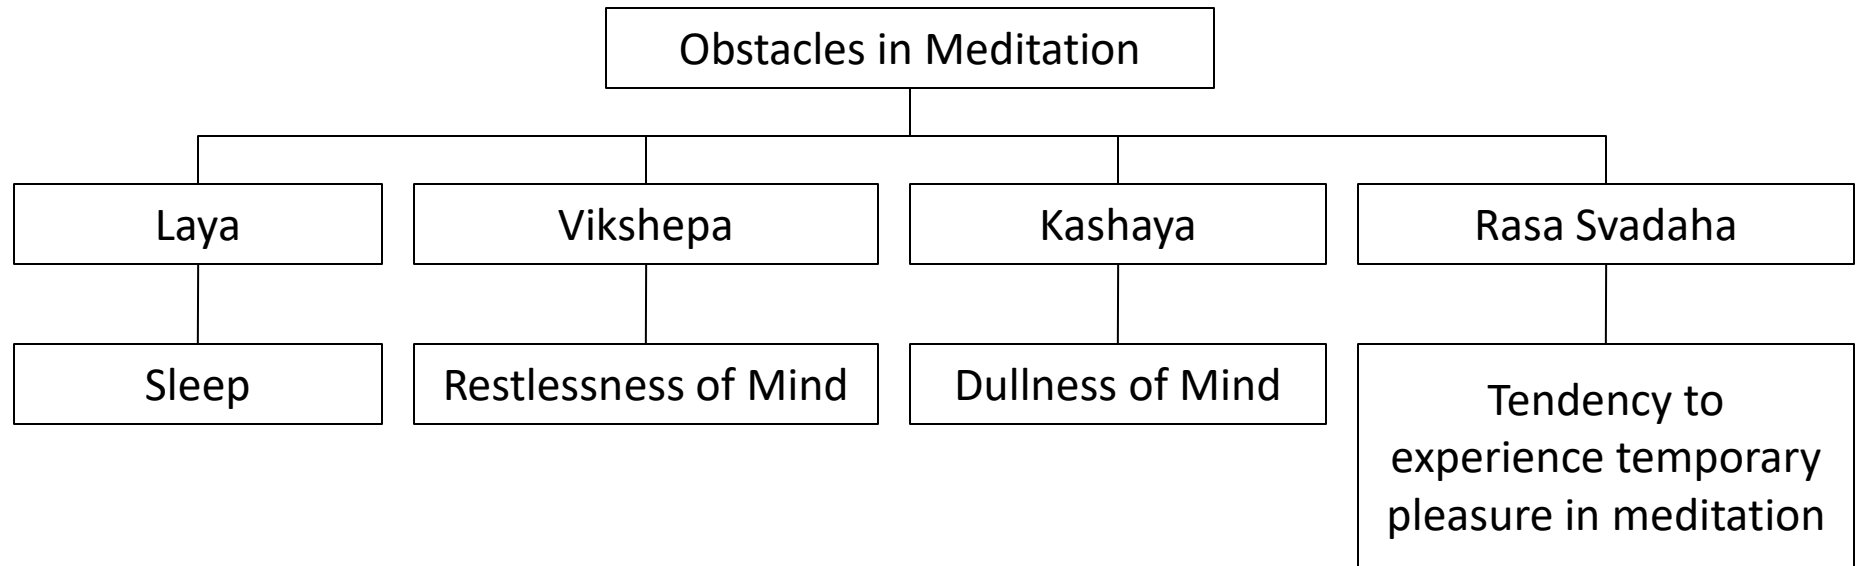 Obstacles in Meditation
Laya
Vikshepa
Kashaya
Rasa Svadaha
Sleep
Restlessness of Mind
Dullness of Mind
Tendency to
experience temporary
pleasure in meditation